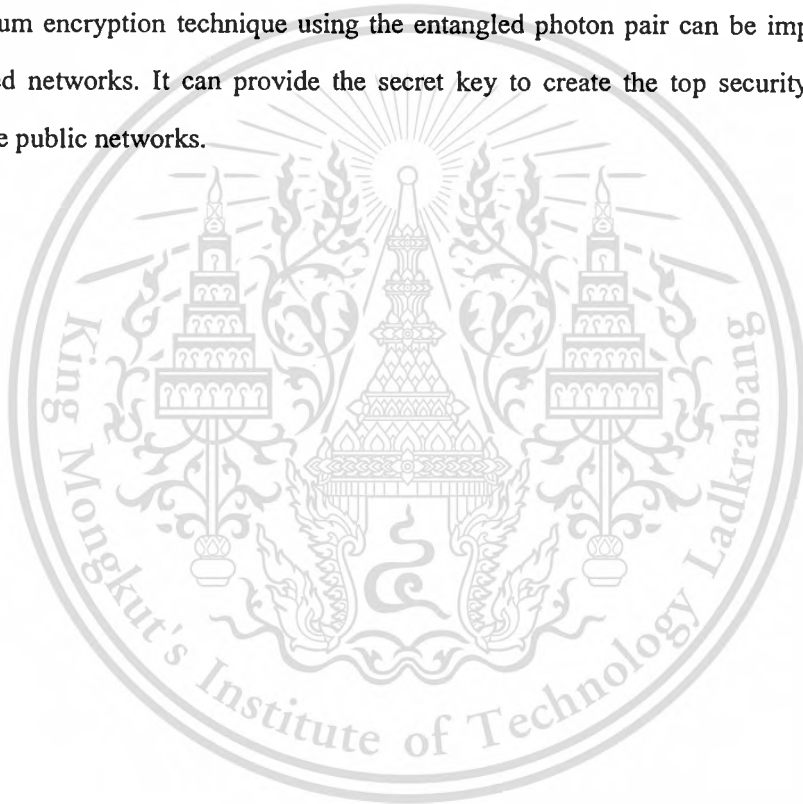 um encryption technique using the entangled photon pair can be imp
ed networks. It can provide the secret key to create the top security
e public networks.
King Mongkut's Institute of Technology Ladkrabang